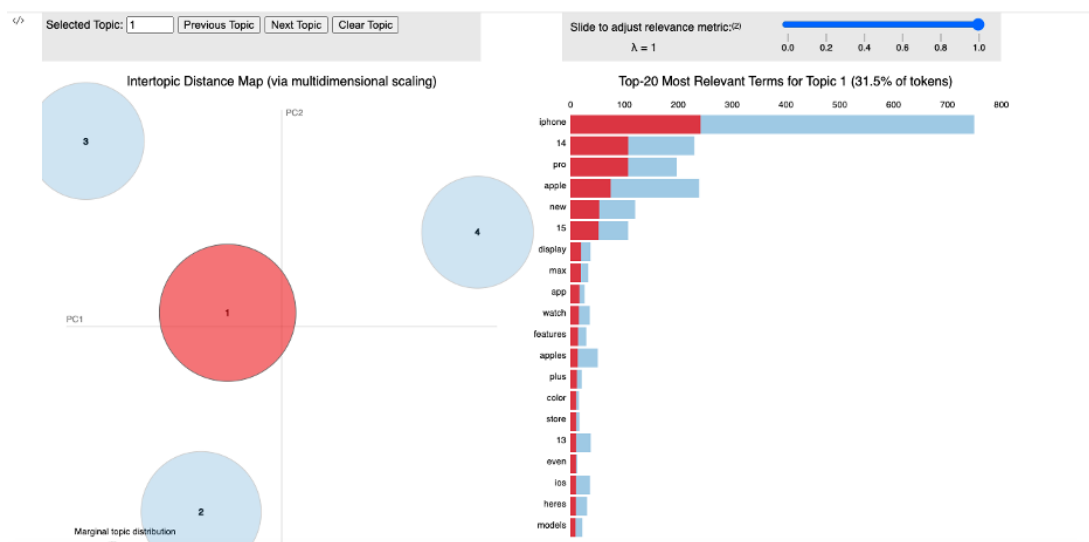 </>
Selected Topic: 1 Previous Topic Next Topic Clear Topic
Slide to adjust relevance metric:(2)
λ = 1
0.0 0.2 0.4 0.6 0.8 1.0
Intertopic Distance Map (via multidimensional scaling)
PC2
PC1
3
4
1
2
Marginal topic distribution
Top-20 Most Relevant Terms for Topic 1 (31.5% of tokens)
0 100 200 300 400 500 600 700 800
iphone
14
pro
apple
new
15
display
max
app
watch
features
apples
plus
color
store
13
even
ios
heres
models